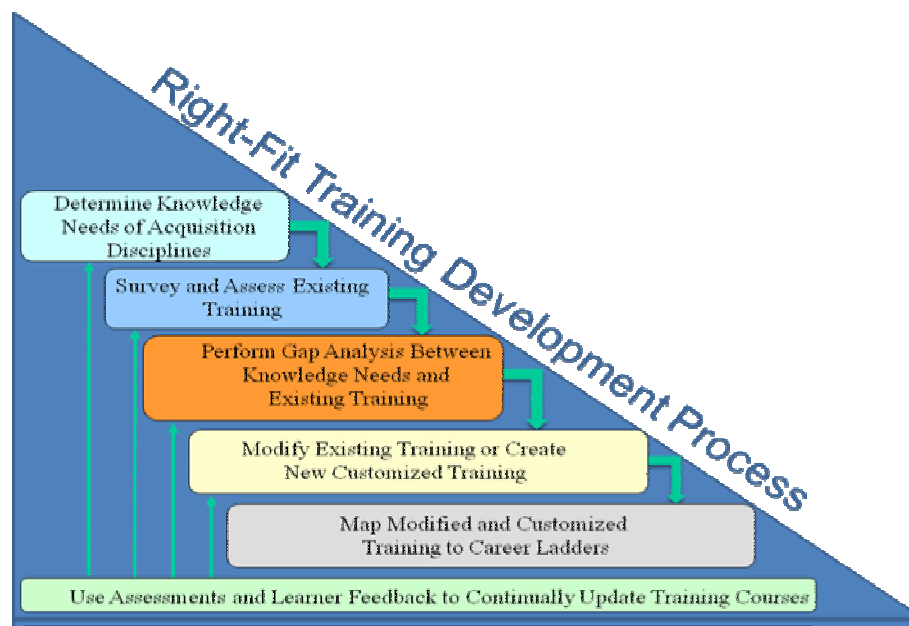 Right-Fit Training Development Process
Determine Knowledge
Needs of Acquisition
Disciplines
Survey and Assess Existing
Training
Perform Gap Analysis Between
Knowledge Needs and
Existing Training
Modify Existing Training or Create
New Customized Training
Map Modified and Customized
Training to Career Ladders
Use Assessments and Learner Feedback to Continually Update Training Courses